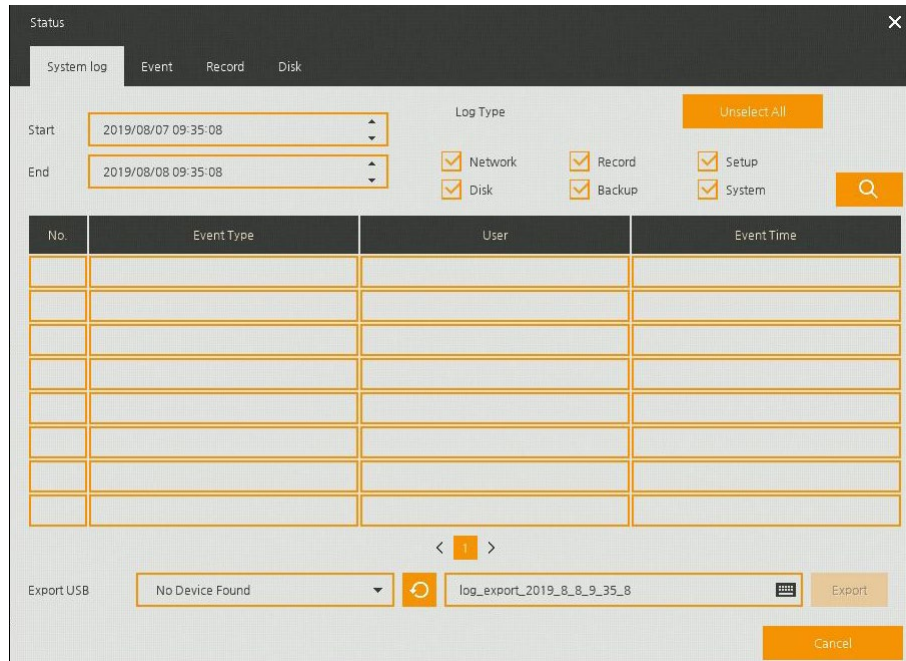 Status
System log Event Record Disk
Start 2019/08/07 09:35:08
End 2019/08/08 09:35:08
Log Type Unselect All
Network Record Setup
Disk Backup System
No. Event Type User Event Time
1
Export USB No Device Found log_export_2019_8_8_9_35_8 Export
Cancel